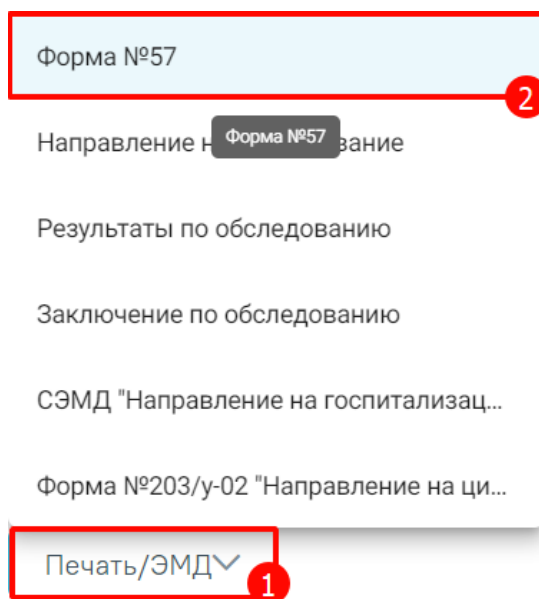 Форма №57
2
Направление н
Форма №57
вание
Результаты по обследованию
Заключение по обследованию
СЭМД "Направление на госпитализац...
Форма №203/у-02 "Направление на ци...
Печать/ЭМД
1